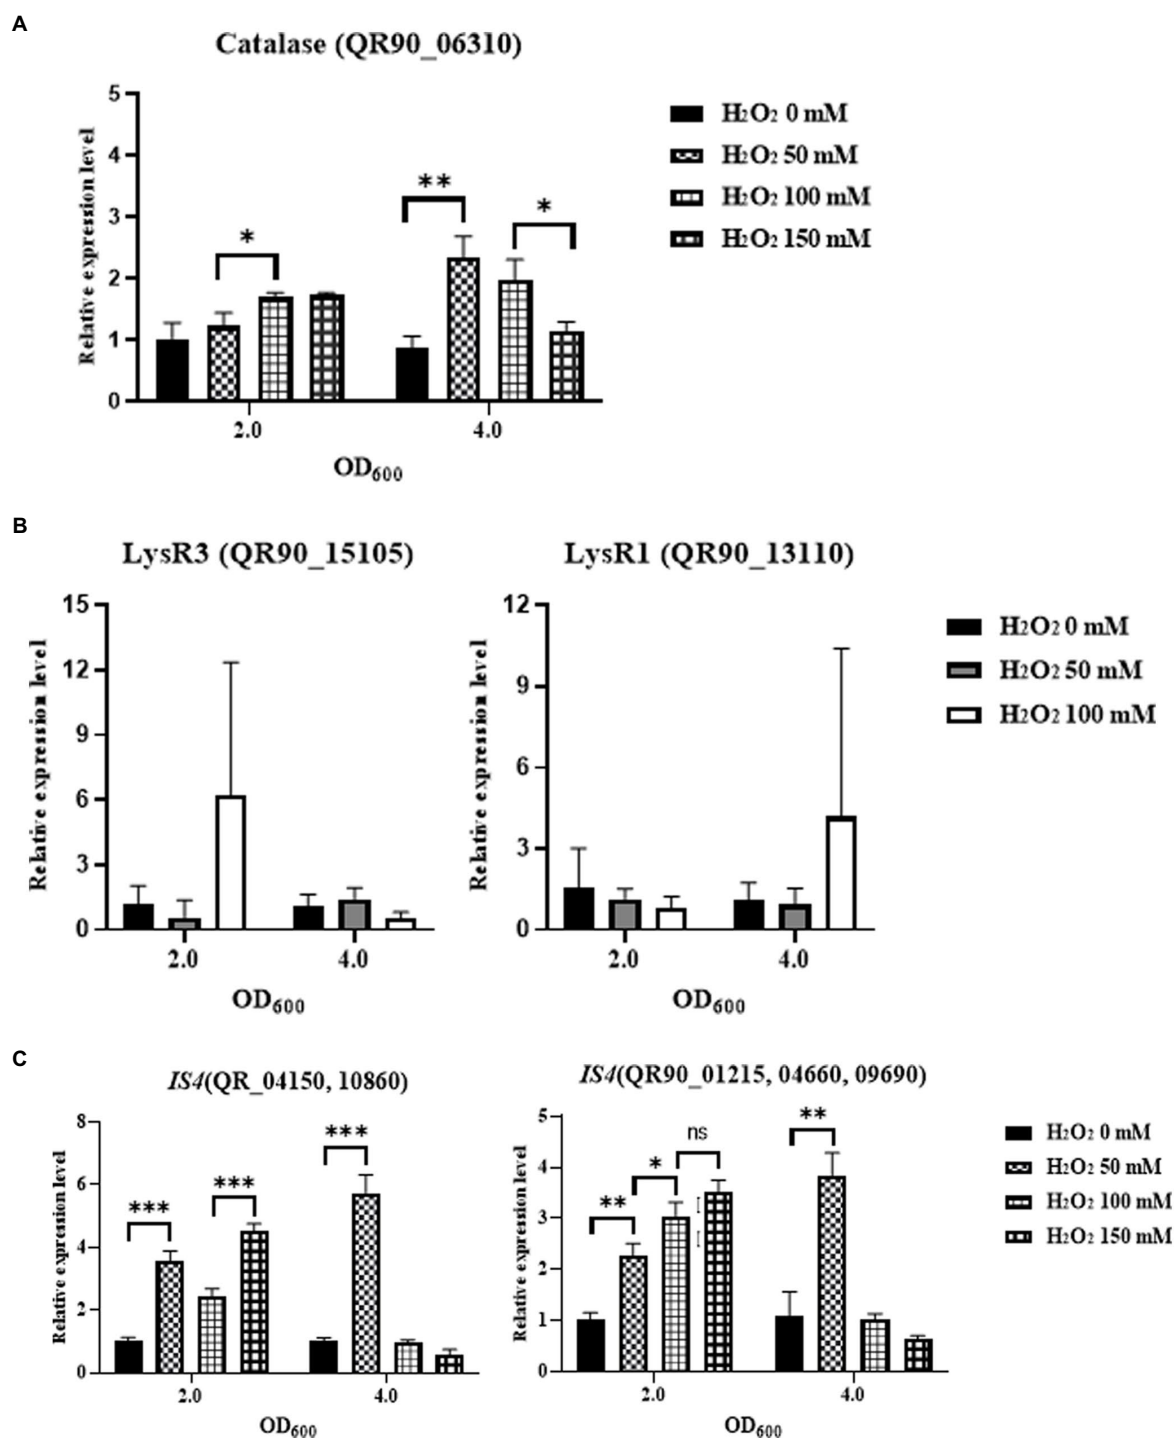 A
Catalase (QR90_06310)
Relative expression level
5
4
3
2
1
0
*
**
*
2.0
4.0
OD600
H2O2 0 mM
H2O2 50 mM
H2O2 100 mM
H2O2 150 mM
B
LysR3 (QR90_15105)
Relative expression level
15
12
9
6
3
0
2.0
4.0
OD600
LysR1 (QR90_13110)
Relative expression level
12
9
6
3
0
2.0
4.0
OD600
H2O2 0 mM
H2O2 50 mM
H2O2 100 mM
C
IS4(QR_04150, 10860)
Relative expression level
8
6
4
2
0
***
***
***
2.0
4.0
OD600
IS4(QR90_01215, 04660, 09690)
Relative expression level
5
4
3
2
1
0
**
*
ns
**
2.0
4.0
OD600
H2O2 0 mM
H2O2 50 mM
H2O2 100 mM
H2O2 150 mM